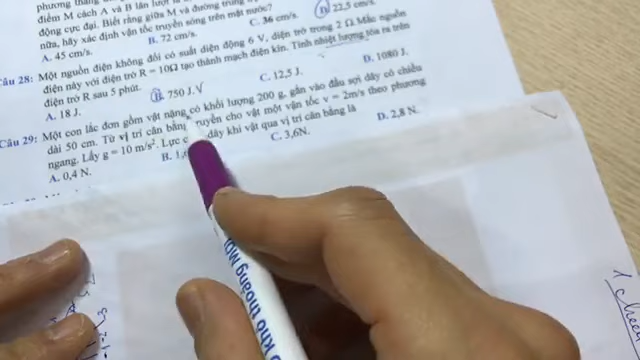 phương thẳng
điểm M cách A và B lần lượt là
động cực đại. Biết rằng giữa M và đường trung
nữa, hãy xác định vận tốc truyền sóng trên mặt nước?
A. 45 cm/s. B. 72 cm/s. C. 36 cm/s. D 22,5 cm/s.
Câu 28: Một nguồn điện không đổi có suất điện động 6 V, điện trở trong 2 Ω Mắc nguồn
điện này với điện trở R = 10Ω tạo thành mạch điện kín. Tính nhiệt lượng tỏa ra trên
điện trở R sau 5 phút.
A. 18 J. B. 750 J. C. 12,5 J. D. 1080 J.
Câu 29: Một con lắc đơn gồm vật nặng có khối lượng 200 g, gắn vào đầu sợi dây có chiều
dài 50 cm. Từ vị trí cân bằng truyền cho vật một vận tốc v = 2m/s theo phương
ngang. Lấy g = 10 m/s². Lực dây khi vật qua vị trí cân bằng là
A. 0,4 N. B. C. 3,6N. D. 2,8 N.
khó thoáng
1